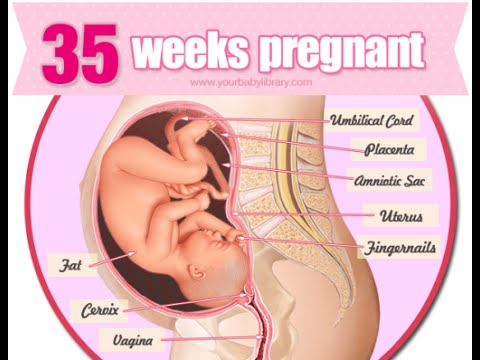 35 weeks pregnant
www.yourbabylibrary.com
Umbilical Cord
Placenta
Amniotic Sac
Uterus
Fingernails
Fat
Cervix
Vagina